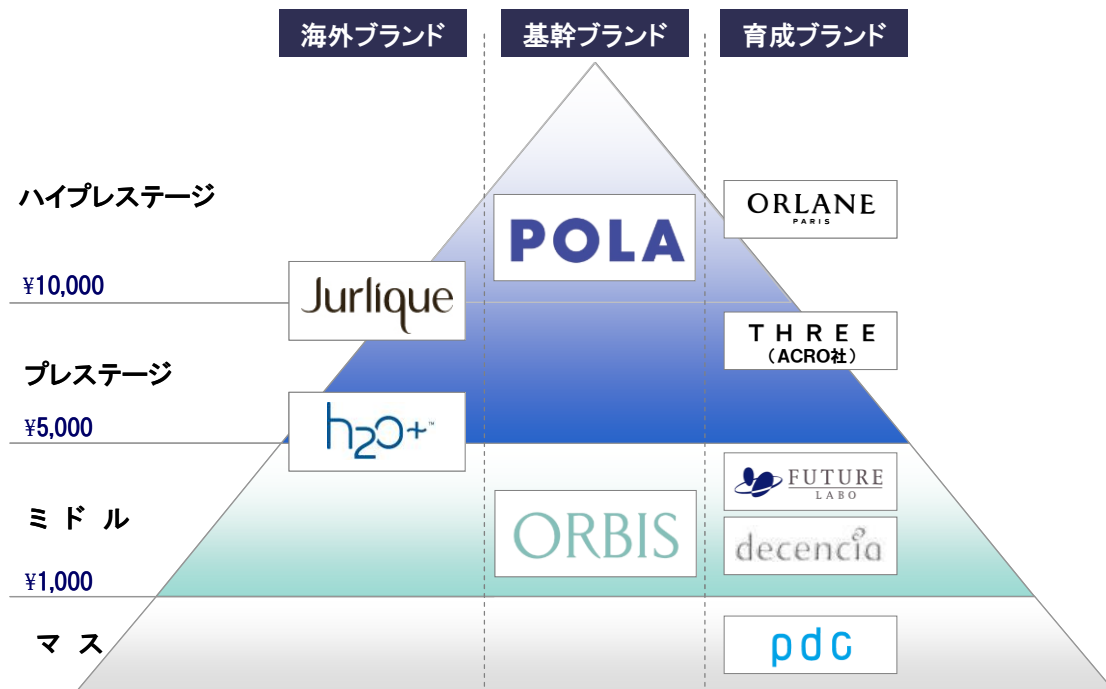 海外ブランド
基幹ブランド
育成ブランド
ハイプレステージ
POLA
ORLANE
PARIS
¥10,000
Jurlique
THREE
（ACRO社）
プレステージ
¥5,000
h2o+™
FUTURE
LABO
ミドル
ORBIS
decencia
¥1,000
マス
pdc